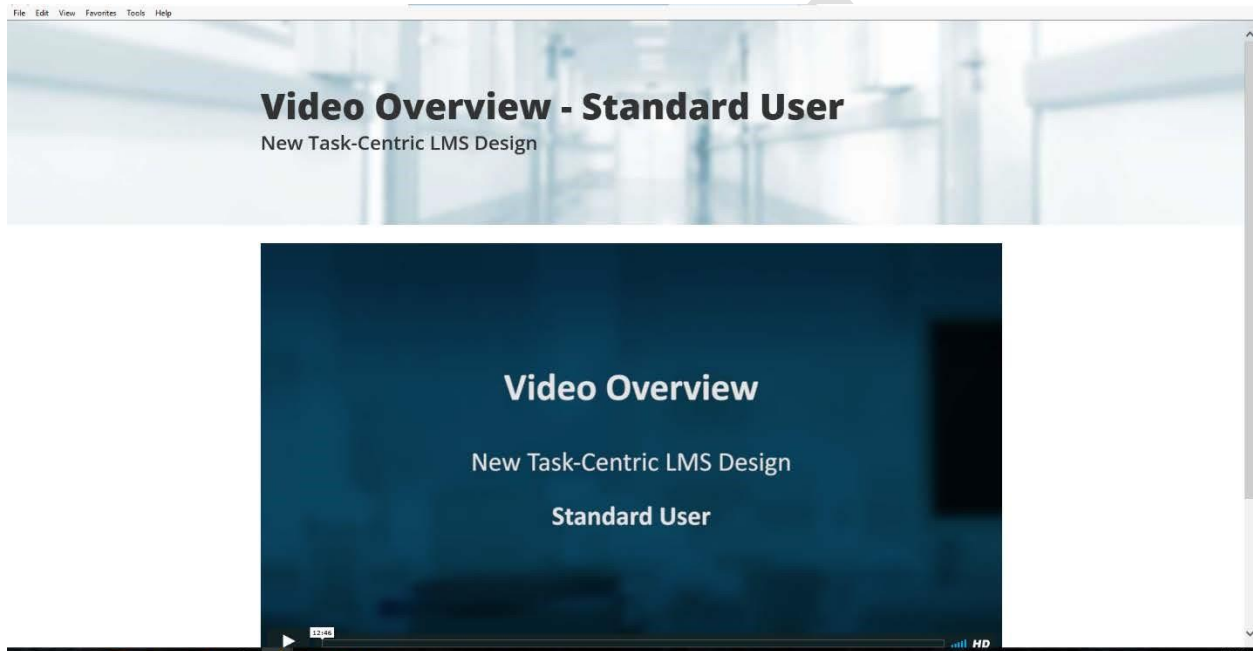 File Edit View Favorites Tools Help
Video Overview - Standard User
New Task-Centric LMS Design
Video Overview
New Task-Centric LMS Design
Standard User
12:46
HD